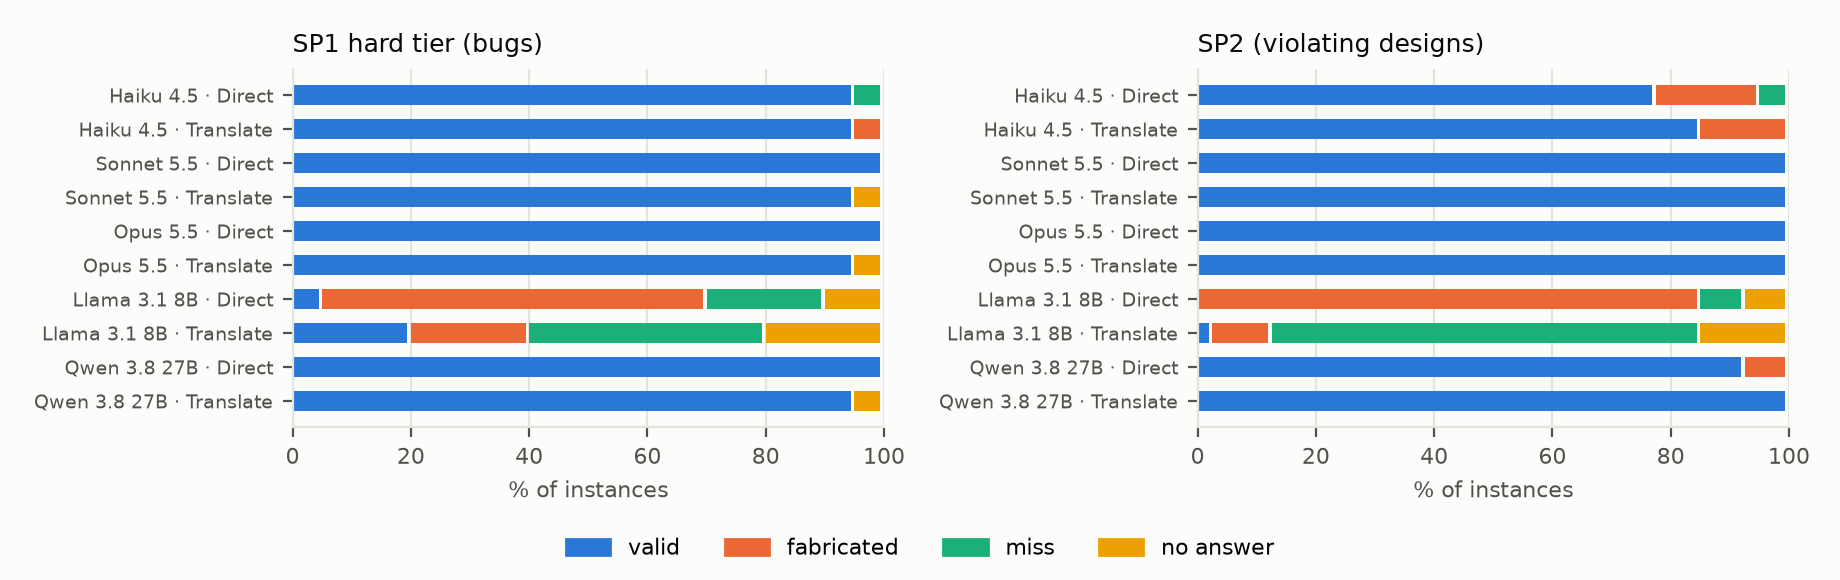 SP1 hard tier (bugs)
Haiku 4.5 · Direct
Haiku 4.5 · Translate
Sonnet 5.5 · Direct
Sonnet 5.5 · Translate
Opus 5.5 · Direct
Opus 5.5 · Translate
Llama 3.1 8B · Direct
Llama 3.1 8B · Translate
Qwen 3.8 27B · Direct
Qwen 3.8 27B · Translate
0 20 40 60 80 100
% of instances
SP2 (violating designs)
Haiku 4.5 · Direct
Haiku 4.5 · Translate
Sonnet 5.5 · Direct
Sonnet 5.5 · Translate
Opus 5.5 · Direct
Opus 5.5 · Translate
Llama 3.1 8B · Direct
Llama 3.1 8B · Translate
Qwen 3.8 27B · Direct
Qwen 3.8 27B · Translate
0 20 40 60 80 100
% of instances
valid fabricated miss no answer